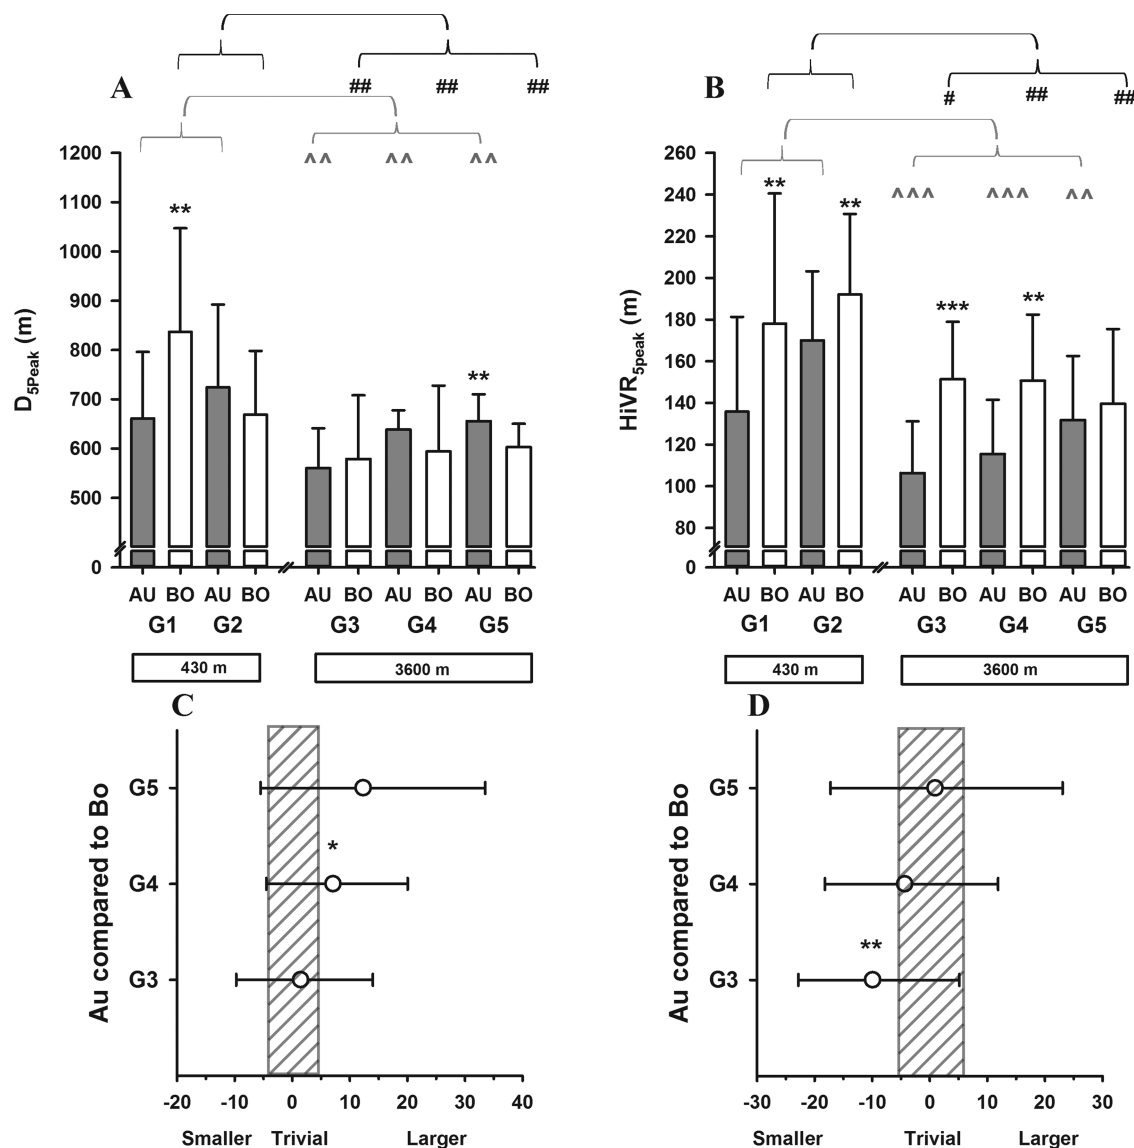 A
## ## ##
^^ ^^ ^^
1200
1100
1000
900
800
700
600
500
0
D5Peak (m)
**
**
AU BO AU BO AU BO AU BO AU BO
G1 G2 G3 G4 G5
430 m 3600 m
B
# ## ##
^^^ ^^^ ^^
260
240
220
200
180
160
140
120
100
80
0
HiVR5peak (m)
** **
*** **
AU BO AU BO AU BO AU BO AU BO
G1 G2 G3 G4 G5
430 m 3600 m
C
Au compared to Bo
G5
*
G4
G3
-20 -10 0 10 20 30 40
Smaller Trivial Larger
D
Au compared to Bo
G5
G4
**
G3
-30 -20 -10 0 10 20 30
Smaller Trivial Larger